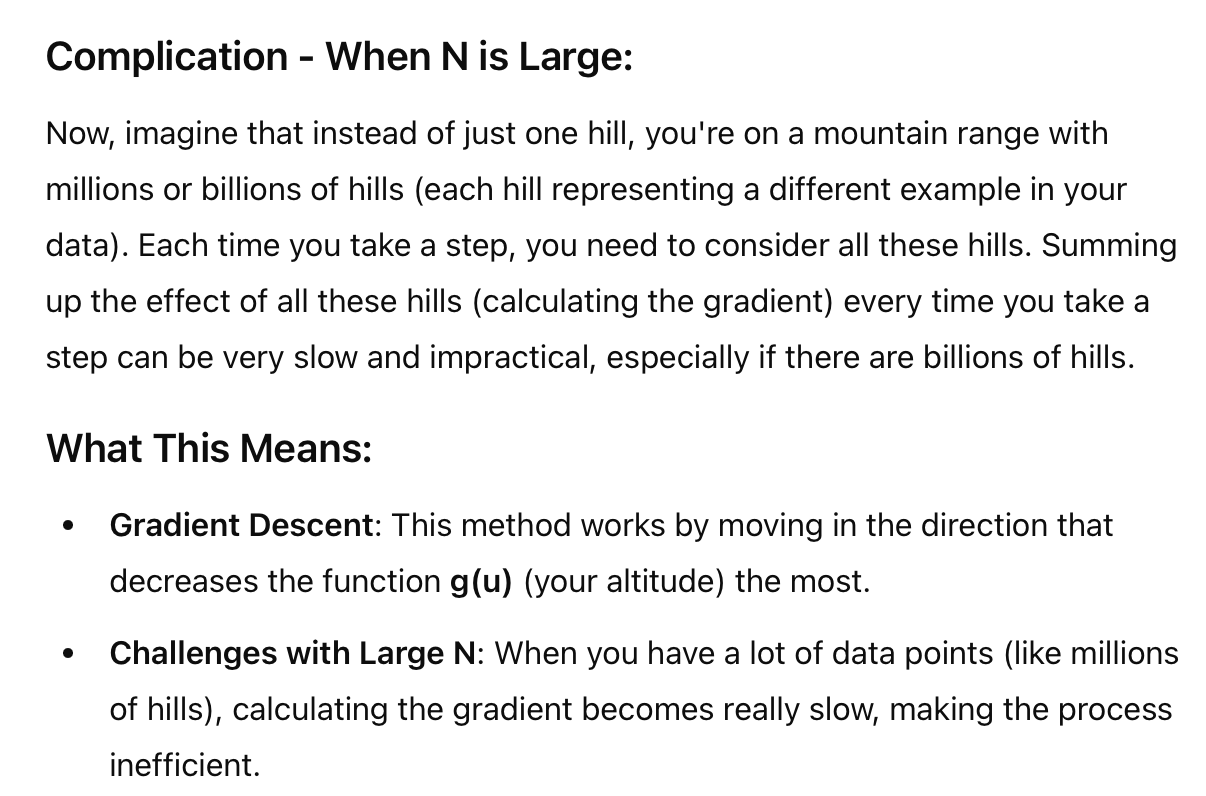 Complication - When N is Large:
Now, imagine that instead of just one hill, you're on a mountain range with
millions or billions of hills (each hill representing a different example in your
data). Each time you take a step, you need to consider all these hills. Summing
up the effect of all these hills (calculating the gradient) every time you take a
step can be very slow and impractical, especially if there are billions of hills.
What This Means:
• Gradient Descent: This method works by moving in the direction that
decreases the function g(u) (your altitude) the most.
• Challenges with Large N: When you have a lot of data points (like millions
of hills), calculating the gradient becomes really slow, making the process
inefficient.